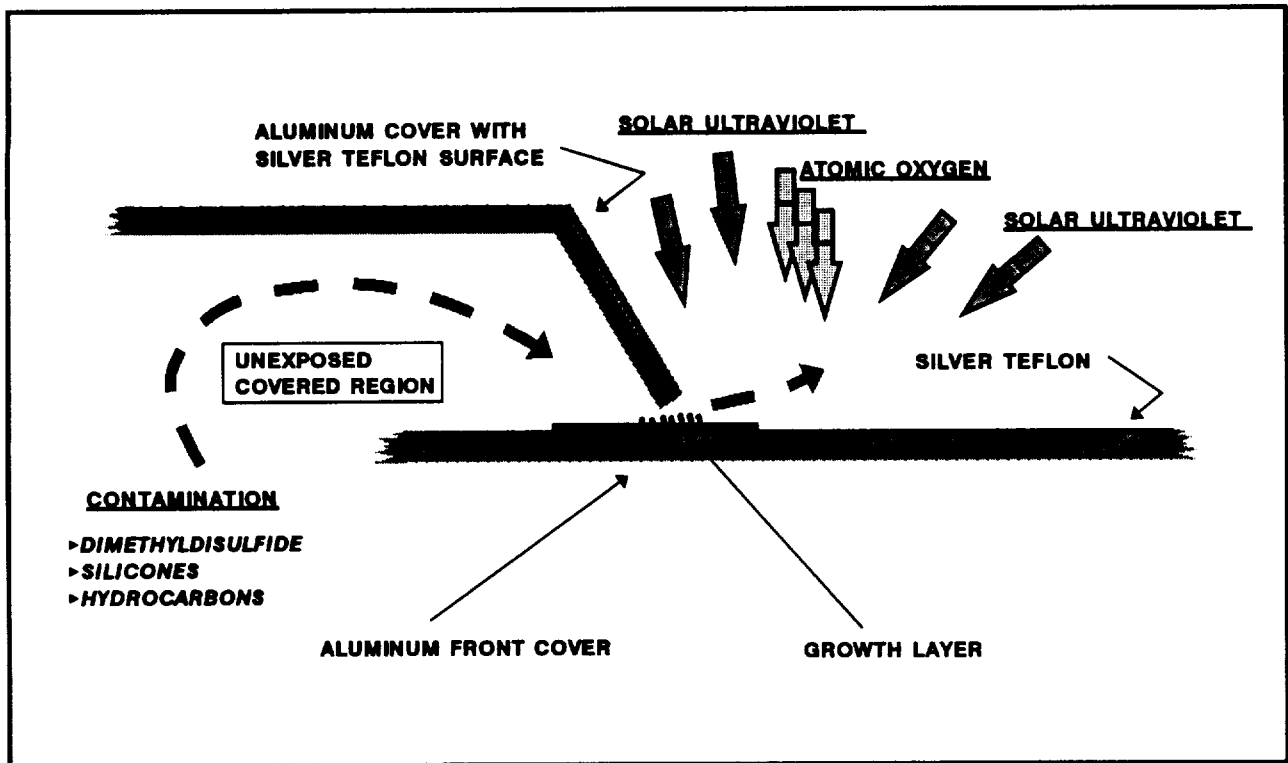 ALUMINUM COVER WITH
SILVER TEFLON SURFACE
SOLAR ULTRAVIOLET
ATOMIC OXYGEN
SOLAR ULTRAVIOLET
UNEXPOSED
COVERED REGION
SILVER TEFLON
CONTAMINATION
▸DIMETHYLDISULFIDE
▸SILICONES
▸HYDROCARBONS
ALUMINUM FRONT COVER
GROWTH LAYER